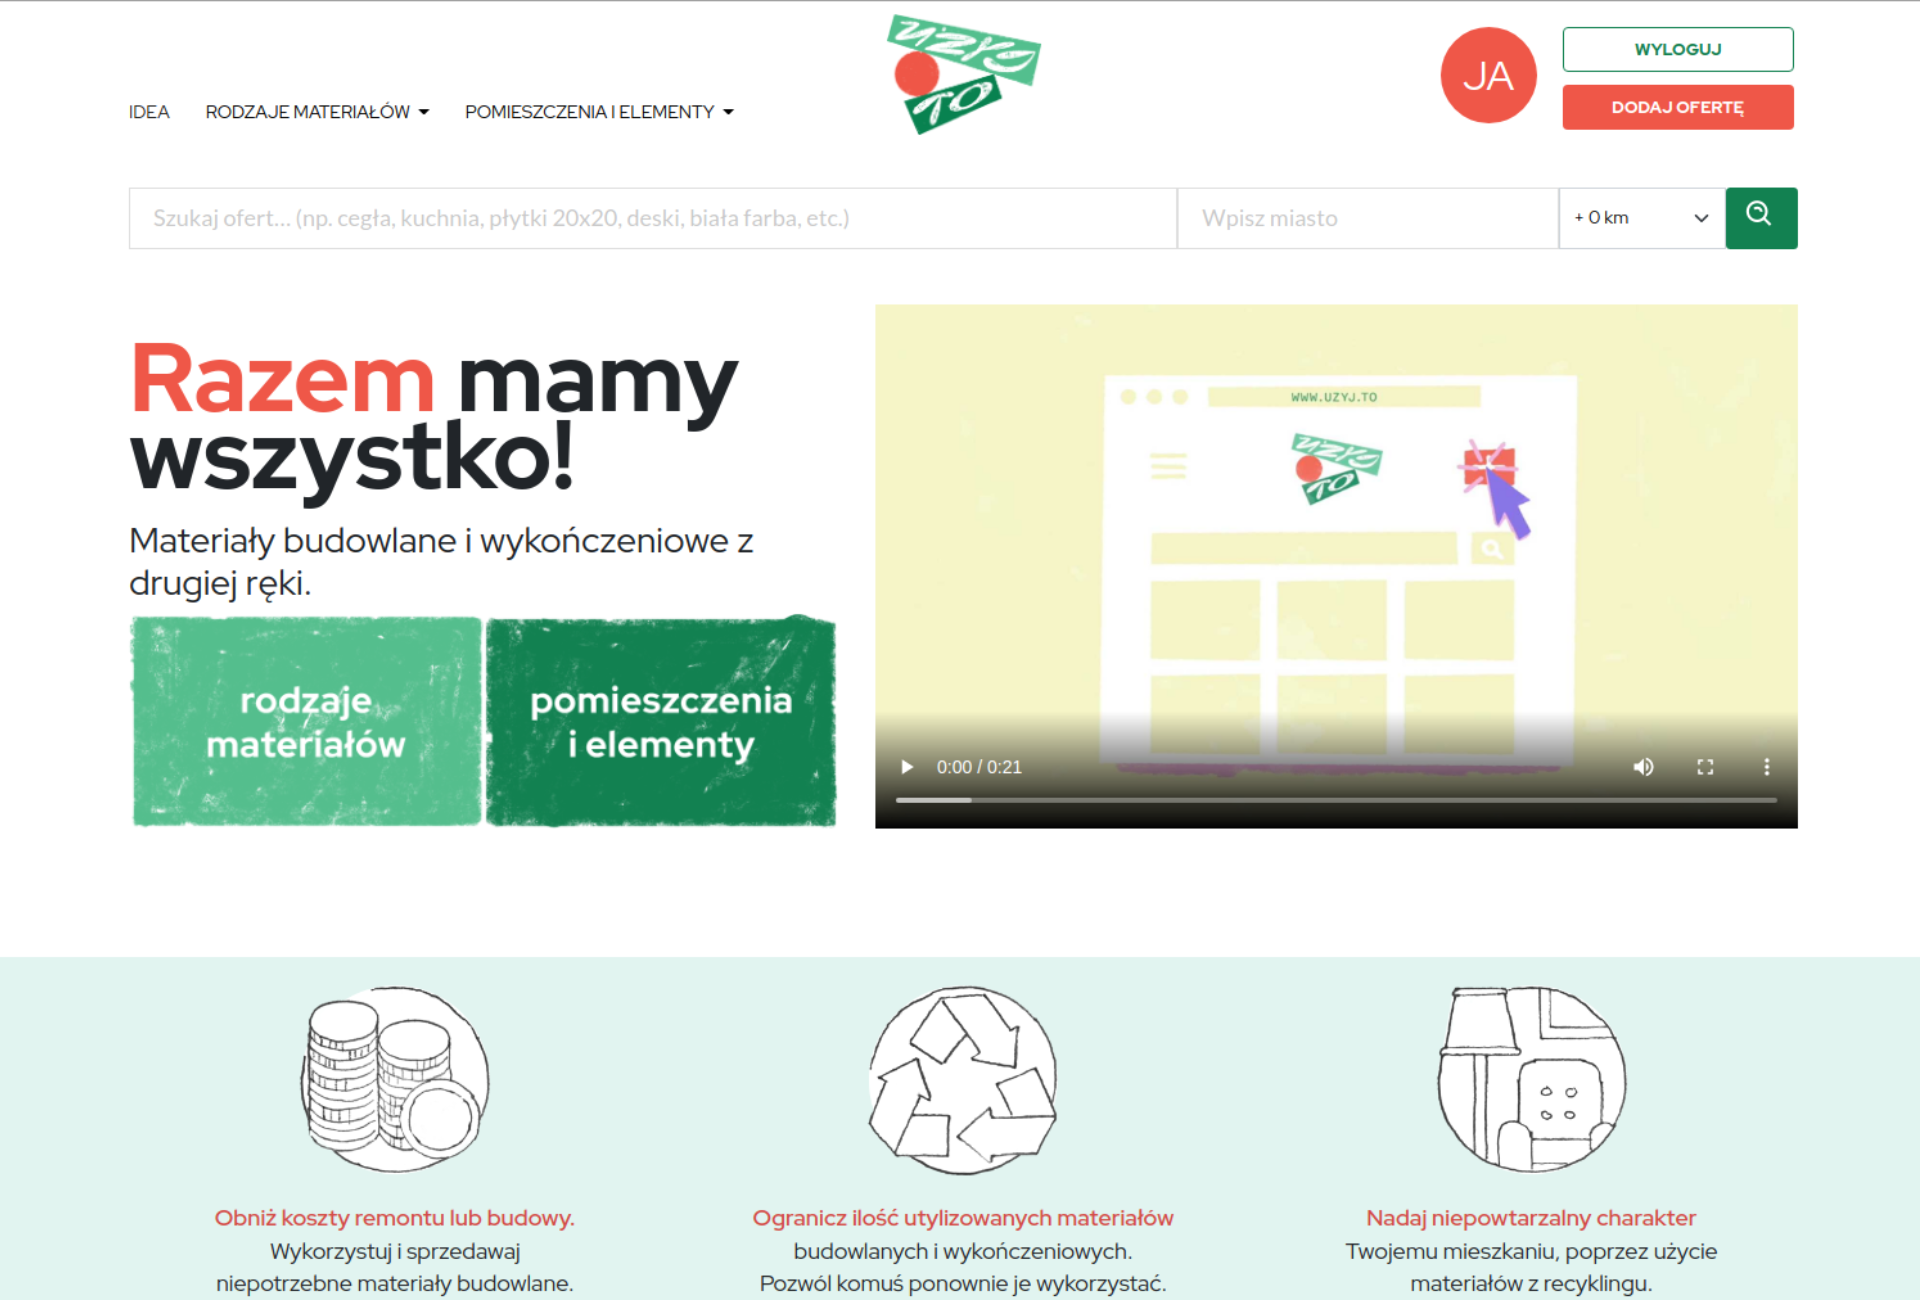 UZYJ
TO
IDEA
RODZAJE MATERIAŁÓW
POMIESZCZENIA I ELEMENTY
JA
WYLOGUJ
DODAJ OFERTĘ
Szukaj ofert... (np. cegła, kuchnia, płytki 20x20, deski, biała farba, etc.)
Wpisz miasto
+ 0 km
Razem mamy
wszystko!
Materiały budowlane i wykończeniowe z
drugiej ręki.
rodzaje
materiałów
pomieszczenia
i elementy
WWW.UZYJ.TO
UZYJ
TO
0:00 / 0:21
Obniż koszty remontu lub budowy.
Wykorzystuj i sprzedawaj
niepotrzebne materiały budowlane.
Ogranicz ilość utylizowanych materiałów
budowlanych i wykończeniowych.
Pozwól komuś ponownie je wykorzystać.
Nadaj niepowtarzalny charakter
Twojemu mieszkaniu, poprzez użycie
materiałów z recyklingu.